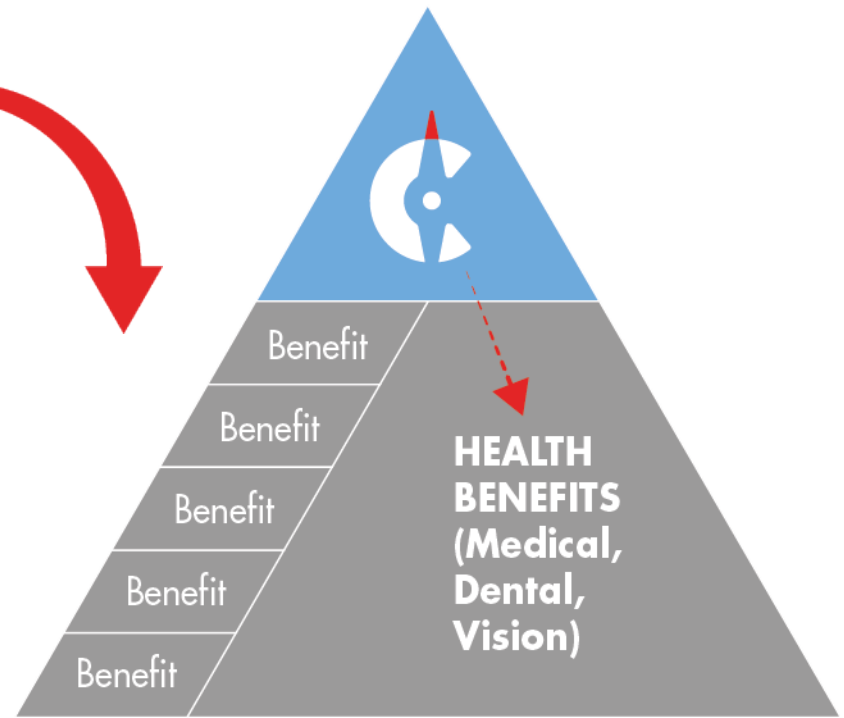 Benefit
Benefit
Benefit
Benefit
Benefit
HEALTH
BENEFITS
(Medical,
Dental,
Vision)